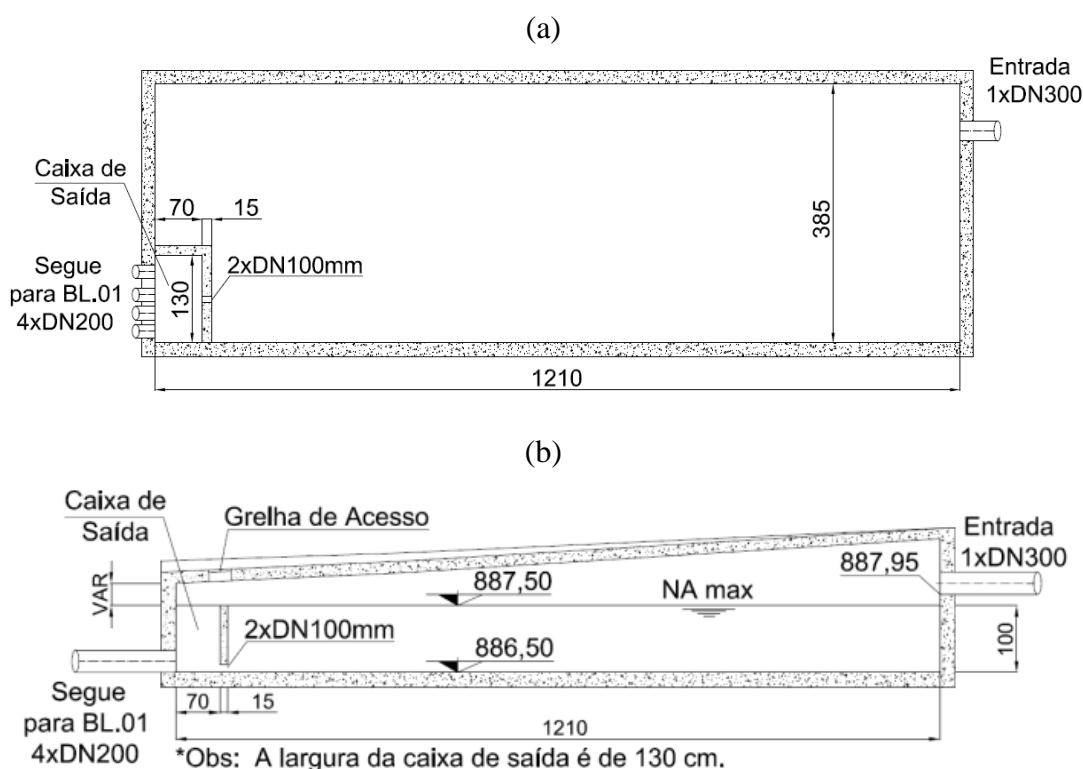 (a)
Entrada
1xDN300
Caixa de
Saída
70
15
385
2xDN100mm
Segue
para BL.01
4xDN200
130
1210
(b)
Caixa de
Saída
Grelha de Acesso
Entrada
1xDN300
887,95
VAR
887,50
NA max
2xDN100mm
100
886,50
Segue
para BL.01
4xDN200
70
15
1210
*Obs: A largura da caixa de saída é de 130 cm.